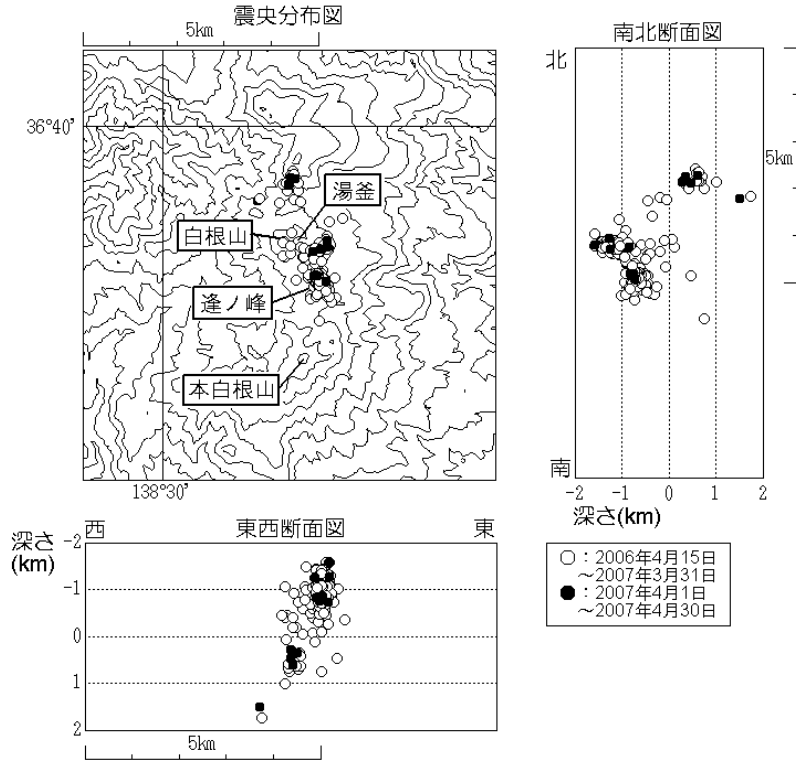 震央分布図
5km
36°40'
138°30'
湯釜
白根山
逢ノ峰
本白根山
南北断面図
北
南
5km
-2 -1 0 1 2
深さ(km)
西 東西断面図 東
深さ
(km)
-2
-1
0
1
2
5km
○：2006年4月15日
～2007年3月31日
●：2007年4月1日
～2007年4月30日